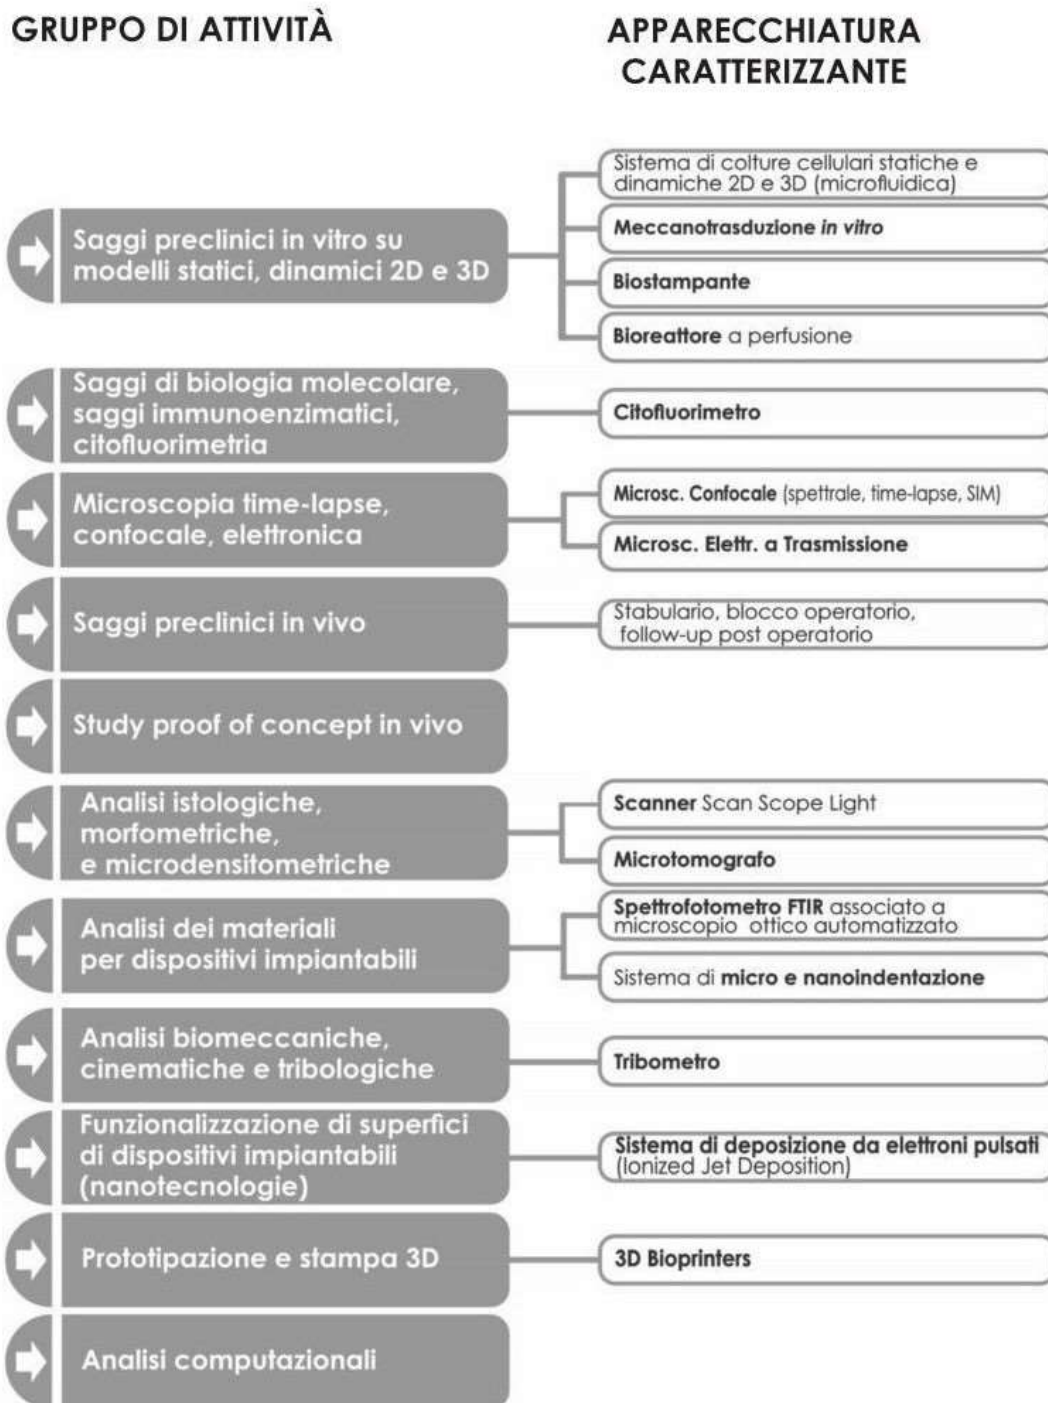 GRUPPO DI ATTIVITÀ
APPARECCHIATURA
CARATTERIZZANTE
Saggi preclinici in vitro su
modelli statici, dinamici 2D e 3D
Sistema di colture cellulari statiche e
dinamiche 2D e 3D (microfluidica)
Meccanotrasduzione in vitro
Biostampante
Bioreattore a perfusione
Saggi di biologia molecolare,
saggi immunoenzimatici,
citofluorimetria
Citofluorimetro
Microscopia time-lapse,
confocale, elettronica
Microsc. Confocale (spettrale, time-lapse, SIM)
Microsc. Elettr. a Trasmissione
Saggi preclinici in vivo
Stabulario, blocco operatorio,
follow-up post operatorio
Study proof of concept in vivo
Analisi istologiche,
morfometriche,
e microdensitometriche
Scanner Scan Scope Light
Microtomografo
Analisi dei materiali
per dispositivi impiantabili
Spettrofotometro FTIR associato a
microscopio ottico automatizzato
Sistema di micro e nanoindentazione
Analisi biomeccaniche,
cinematiche e tribologiche
Tribometro
Funzionalizzazione di superfici
di dispositivi impiantabili
(nanotecnologie)
Sistema di deposizione da elettroni pulsati
(Ionized Jet Deposition)
Prototipazione e stampa 3D
3D Bioprinters
Analisi computazionali